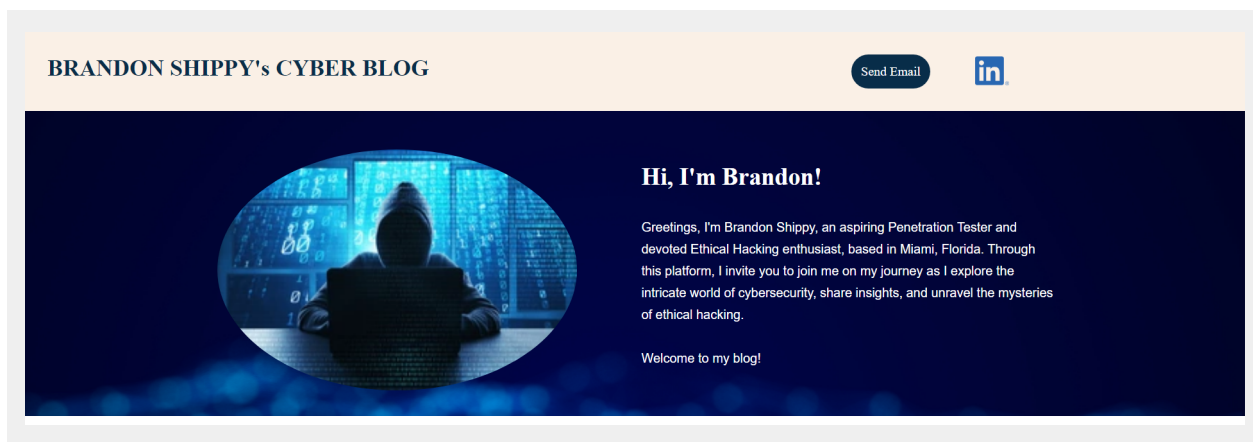 BRANDON SHIPPY's CYBER BLOG
Send Email
in
Hi, I'm Brandon!
Greetings, I'm Brandon Shippy, an aspiring Penetration Tester and
devoted Ethical Hacking enthusiast, based in Miami, Florida. Through
this platform, I invite you to join me on my journey as I explore the
intricate world of cybersecurity, share insights, and unravel the mysteries
of ethical hacking.
Welcome to my blog!